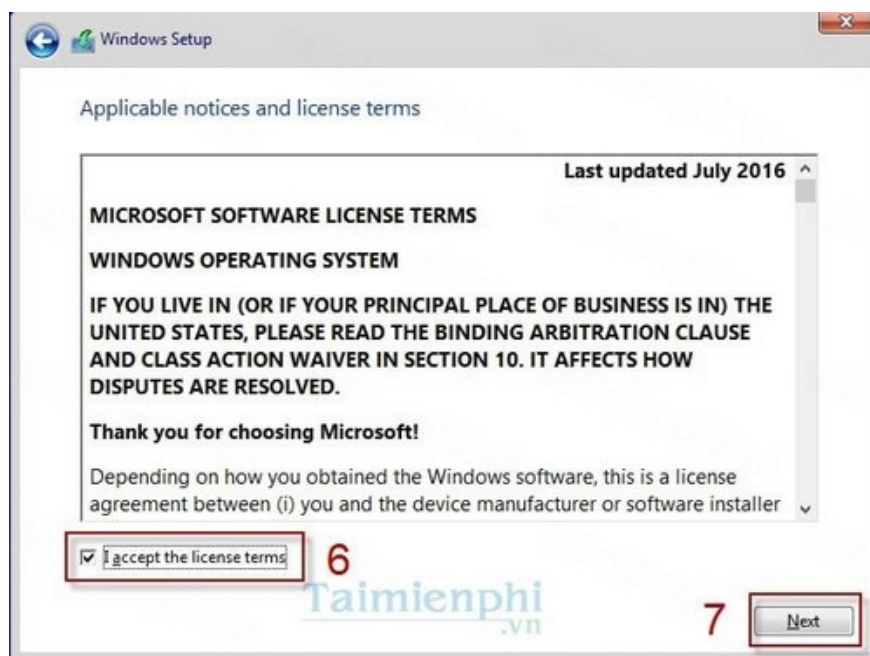 Windows Setup
Applicable notices and license terms
Last updated July 2016
MICROSOFT SOFTWARE LICENSE TERMS
WINDOWS OPERATING SYSTEM
IF YOU LIVE IN (OR IF YOUR PRINCIPAL PLACE OF BUSINESS IS IN) THE
UNITED STATES, PLEASE READ THE BINDING ARBITRATION CLAUSE
AND CLASS ACTION WAIVER IN SECTION 10. IT AFFECTS HOW
DISPUTES ARE RESOLVED.
Thank you for choosing Microsoft!
Depending on how you obtained the Windows software, this is a license
agreement between (i) you and the device manufacturer or software installer
I accept the license terms
6
Taimienphi
.vn
7
Next